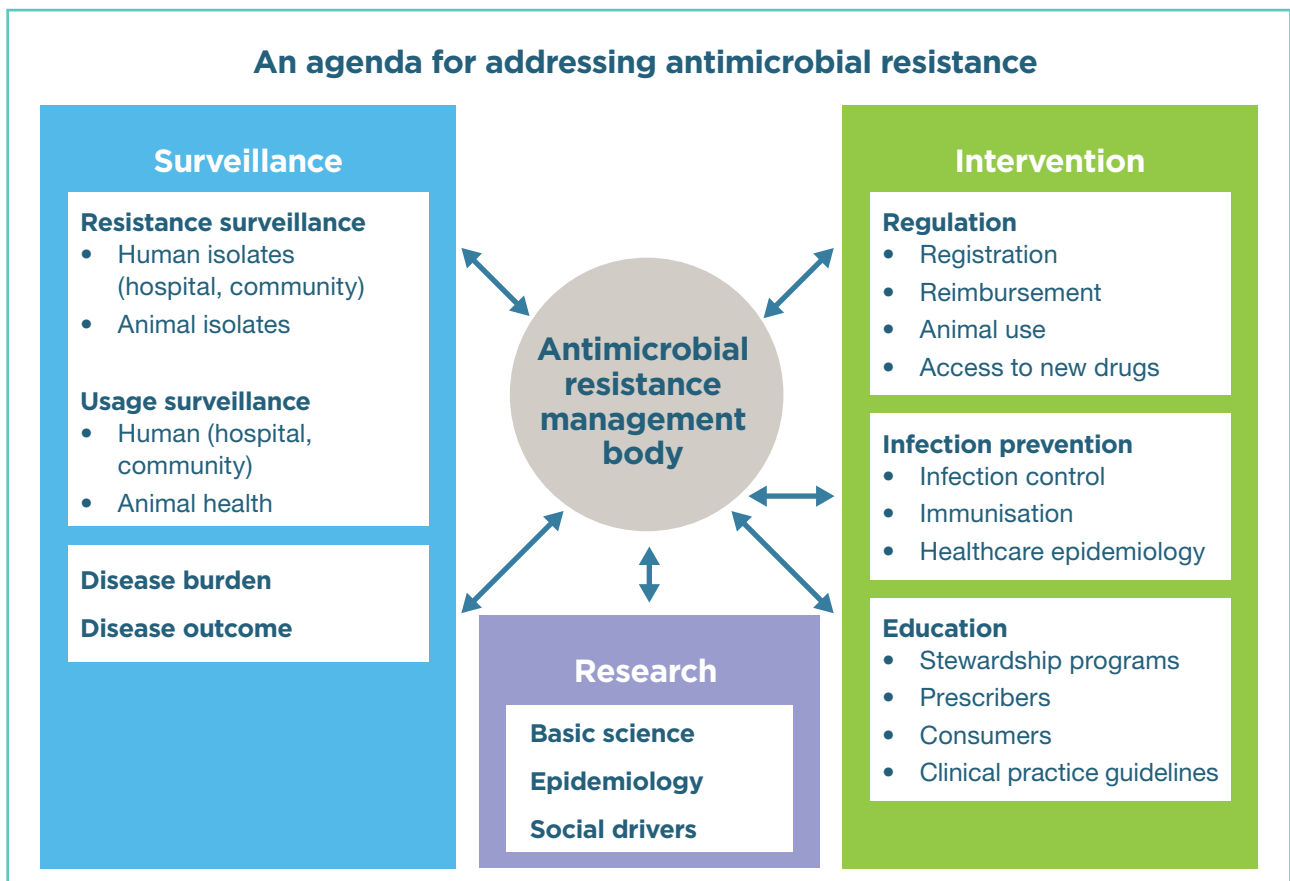 An agenda for addressing antimicrobial resistance
Surveillance
Resistance surveillance
• Human isolates
(hospital, community)
• Animal isolates
Usage surveillance
• Human (hospital,
community)
• Animal health
Disease burden
Disease outcome
Antimicrobial
resistance
management
body
Research
Basic science
Epidemiology
Social drivers
Intervention
Regulation
• Registration
• Reimbursement
• Animal use
• Access to new drugs
Infection prevention
• Infection control
• Immunisation
• Healthcare epidemiology
Education
• Stewardship programs
• Prescribers
• Consumers
• Clinical practice guidelines